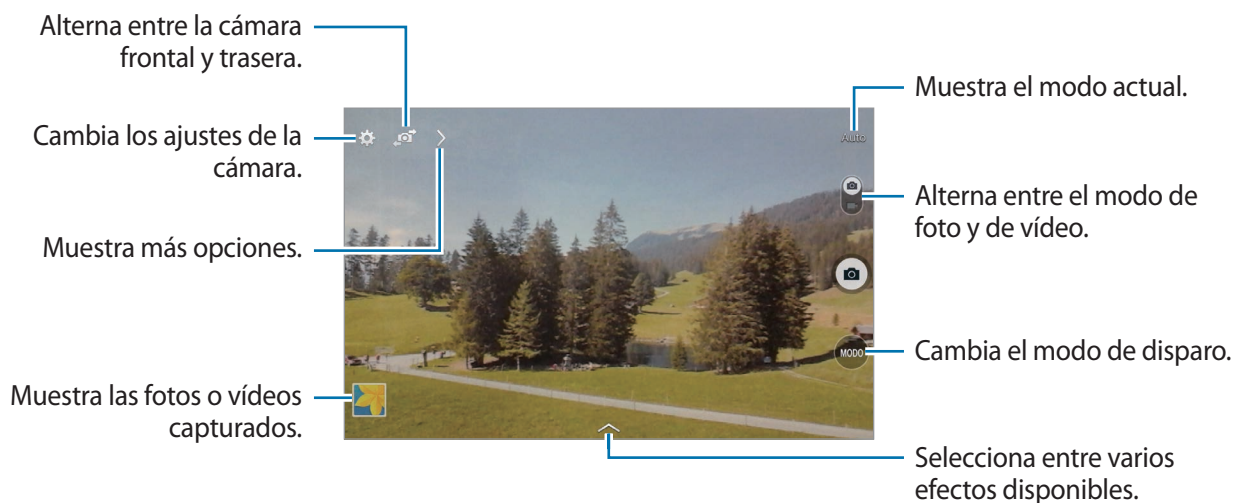 Alterna entre la cámara
frontal y trasera.
Cambia los ajustes de la
cámara.
Muestra más opciones.
Muestra las fotos o vídeos
capturados.
Auto
MODO
Muestra el modo actual.
Alterna entre el modo de
foto y de vídeo.
Cambia el modo de disparo.
Selecciona entre varios
efectos disponibles.